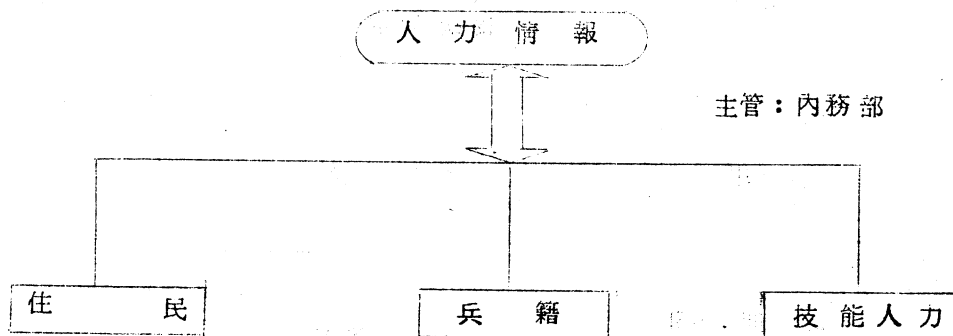 人力情報
主管：內務部
住民
兵籍
技能人力